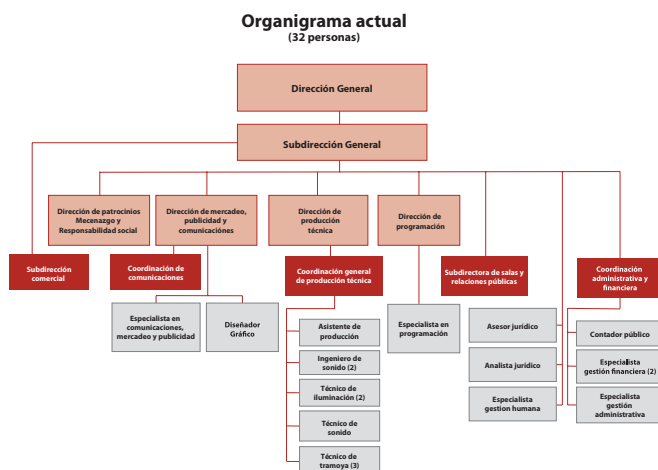 Organigrama actual
(32 personas)
Dirección General
Subdirección General
Dirección de patrocinios
Mecenazgo y
Responsabilidad social
Dirección de mercadeo,
publicidad y
comunicaciónes
Dirección de
producción
técnica
Dirección de
programación
Subdirección
comercial
Coordinación de
comunicaciones
Coordinación general
de producción técnica
Subdirectora de salas y
relaciones públicas
Coordinación
administrativa y
financiera
Especialista en
comunicaciones,
mercadeo y publicidad
Diseñador
Gráfico
Asistente de
producción
Ingeniero de
sonido (2)
Técnico de
iluminación (2)
Técnico de
sonido
Técnico de
tramoya (3)
Especialista en
programación
Asesor jurídico
Analista jurídico
Especialista
gestion humana
Contador público
Especialista
gestión financiera (2)
Especialista
gestión
administrativa